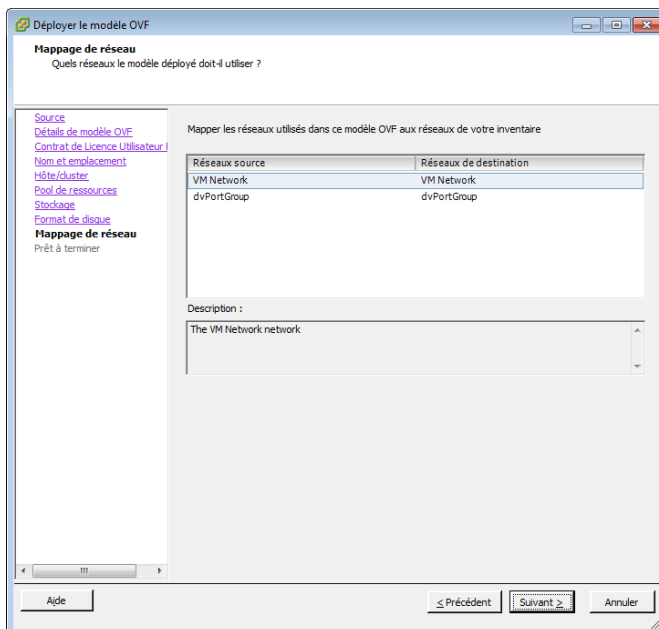 Déployer le modèle OVF
Mappage de réseau
Quels réseaux le modèle déployé doit-il utiliser ?
Source
Détails de modèle OVF
Contrat de Licence Utilisateur
Nom et emplacement
Hôte/cluster
Pool de ressources
Stockage
Format de disque
Mappage de réseau
Prêt à terminer
Mapper les réseaux utilisés dans ce modèle OVF aux réseaux de votre inventaire
Réseaux source Réseaux de destination
VM Network VM Network
dvPortGroup dvPortGroup
Description :
The VM Network network
Aide
< Précédent Suivant > Annuler